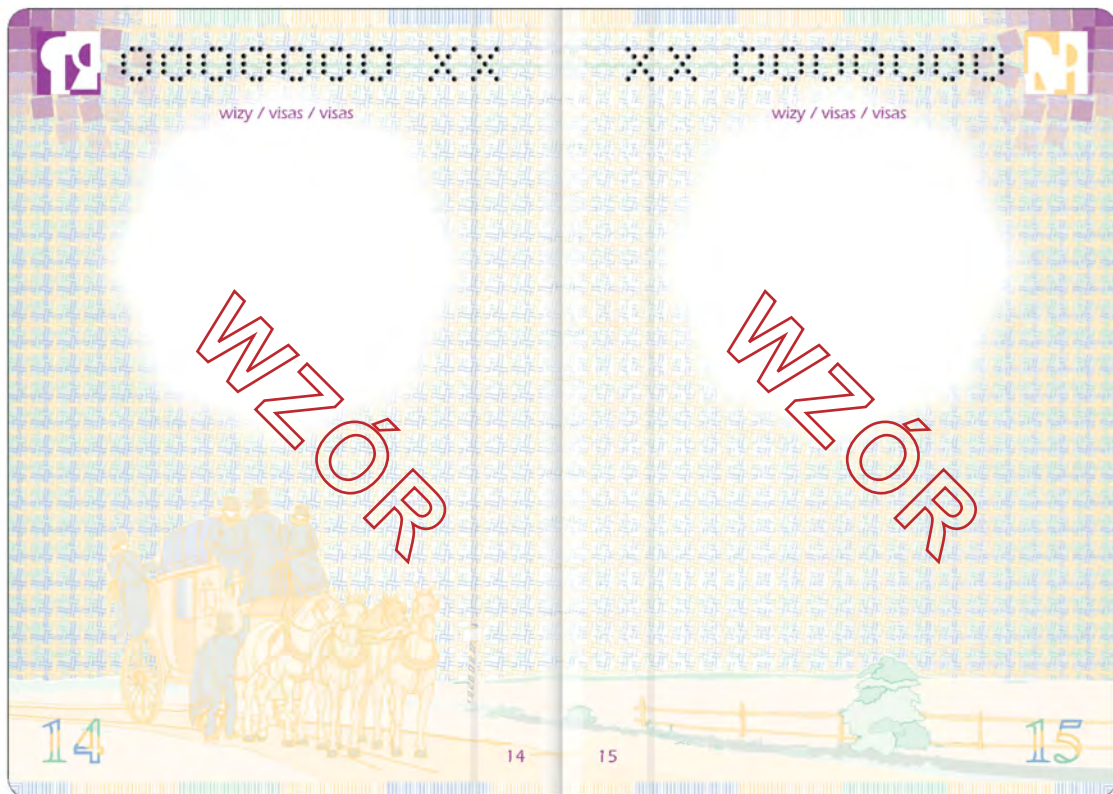 0000000 XX
wizy / visas / visas
WZÓR
14
14
XX 0000000
wizy / visas / visas
WZÓR
15
15